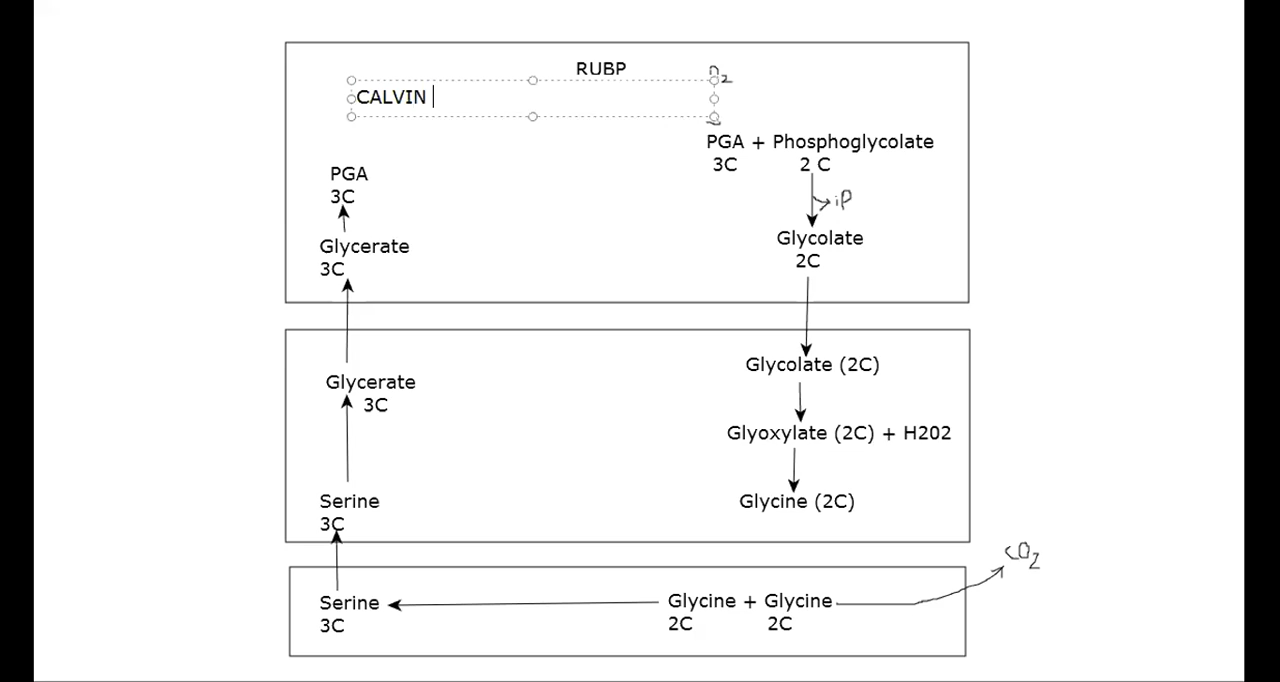 RUBP
CALVIN
PGA + Phosphoglycolate
3C 2 C
PGA
3C
iP
Glycerate
3C
Glycolate
2C
Glycolate (2C)
Glycerate
3C
Glyoxylate (2C) + H202
Serine
3C
Glycine (2C)
CO2
Serine
3C
Glycine + Glycine
2C 2C